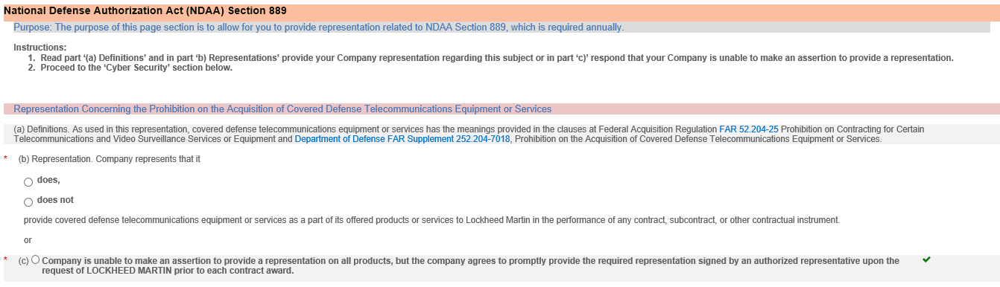 National Defense Authorization Act (NDAA) Section 889
Purpose: The purpose of this page section is to allow for you to provide representation related to NDAA Section 889, which is required annually.
Instructions:
1. Read part '(a) Definitions' and in part 'b) Representations' provide your Company representation regarding this subject or in part 'c)' respond that your Company is unable to make an assertion to provide a representation.
2. Proceed to the 'Cyber Security' section below.
Representation Concerning the Prohibition on the Acquisition of Covered Defense Telecommunications Equipment or Services
(a) Definitions. As used in this representation, covered defense telecommunications equipment or services has the meanings provided in the clauses at Federal Acquisition Regulation FAR 52.204-25 Prohibition on Contracting for Certain
Telecommunications and Video Surveillance Services or Equipment and Department of Defense FAR Supplement 252.204-7018, Prohibition on the Acquisition of Covered Defense Telecommunications Equipment or Services.
* (b) Representation. Company represents that it
does,
does not
provide covered defense telecommunications equipment or services as a part of its offered products or services to Lockheed Martin in the performance of any contract, subcontract, or other contractual instrument.
or
* (c) Company is unable to make an assertion to provide a representation on all products, but the company agrees to promptly provide the required representation signed by an authorized representative upon the
request of LOCKHEED MARTIN prior to each contract award.